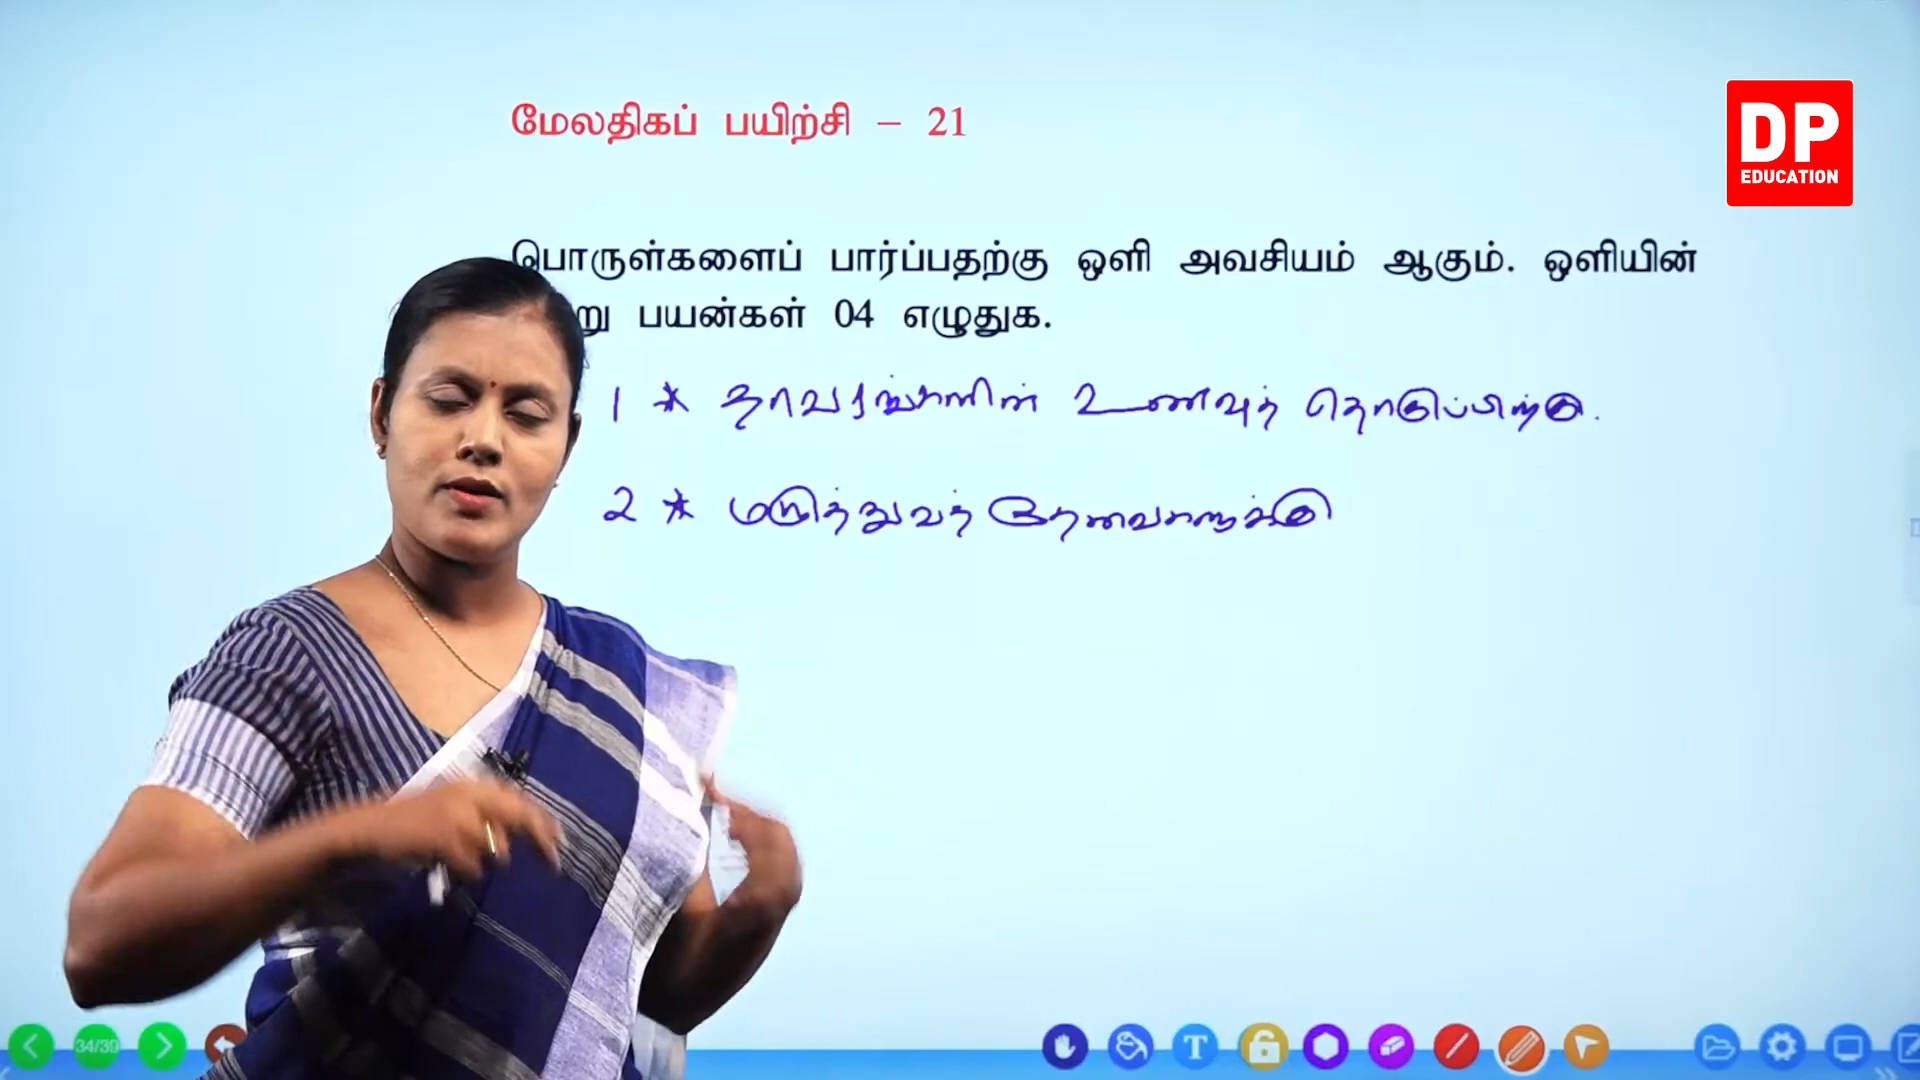 மேலதிகப் பயிற்சி – 21
DP
EDUCATION
பொருள்களைப் பார்ப்பதற்கு ஒளி அவசியம் ஆகும். ஒளியின்
பயன்கள் 04 எழுதுக.
1 * தாவரங்களின் உணவுத் தொகுப்பிற்கு.
2 * மருத்துவத் தேவைகளுக்கு
34/39